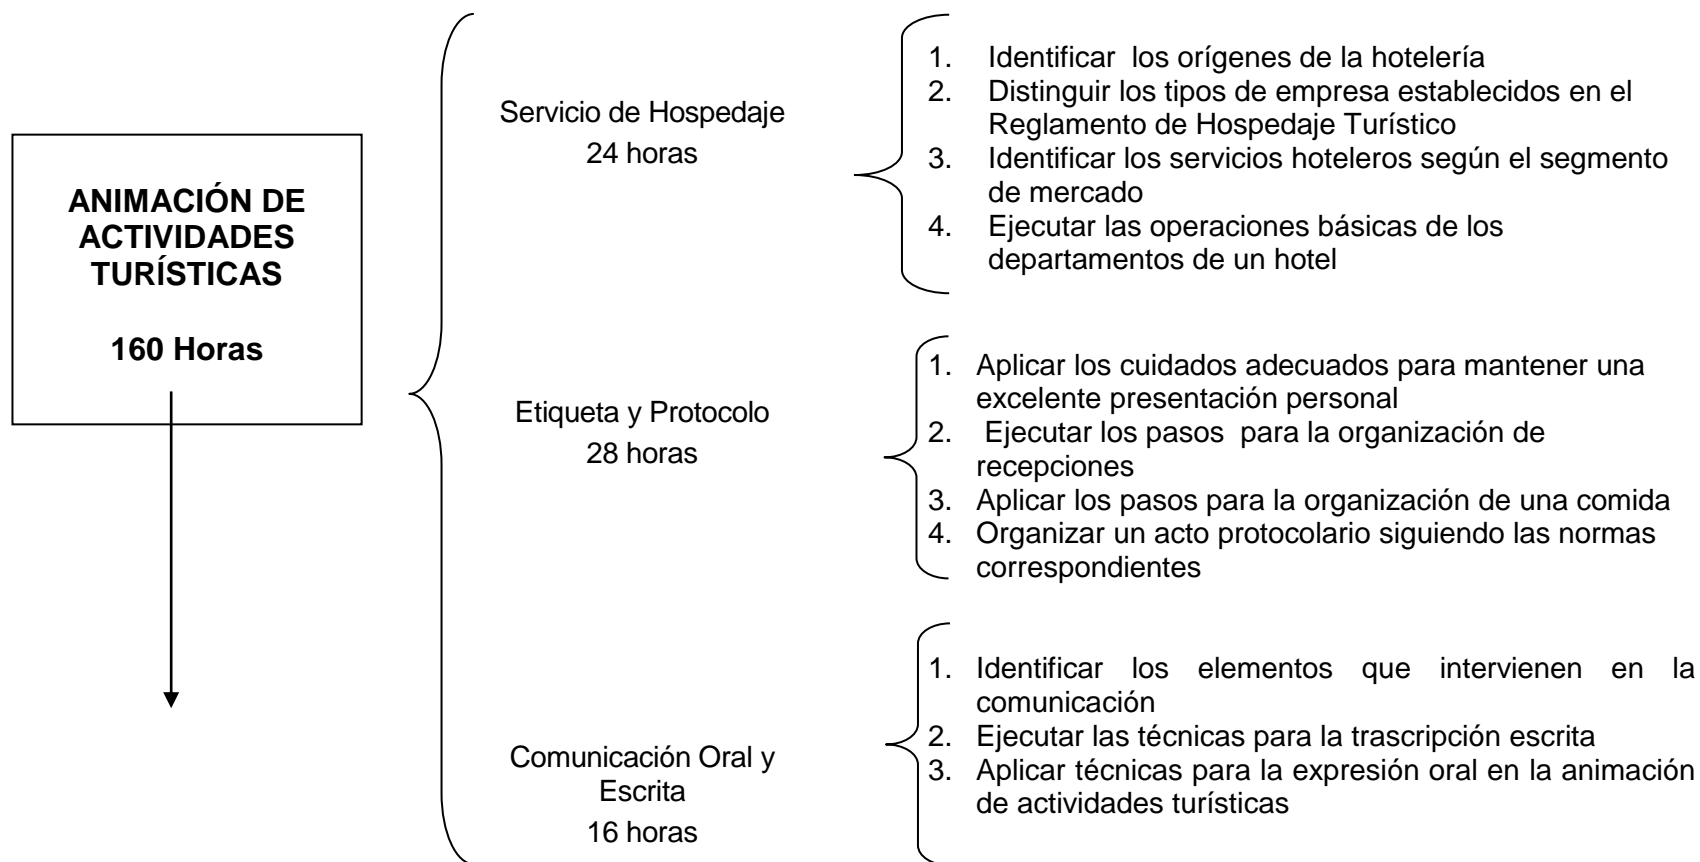 ANIMACIÓN DE
ACTIVIDADES
TURÍSTICAS
160 Horas
Servicio de Hospedaje
24 horas
1. Identificar los orígenes de la hotelería
2. Distinguir los tipos de empresa establecidos en el
Reglamento de Hospedaje Turístico
3. Identificar los servicios hoteleros según el segmento
de mercado
4. Ejecutar las operaciones básicas de los
departamentos de un hotel
Etiqueta y Protocolo
28 horas
1. Aplicar los cuidados adecuados para mantener una
excelente presentación personal
2. Ejecutar los pasos para la organización de
recepciones
3. Aplicar los pasos para la organización de una comida
4. Organizar un acto protocolario siguiendo las normas
correspondientes
Comunicación Oral y
Escrita
16 horas
1. Identificar los elementos que intervienen en la
comunicación
2. Ejecutar las técnicas para la trascripción escrita
3. Aplicar técnicas para la expresión oral en la animación
de actividades turísticas